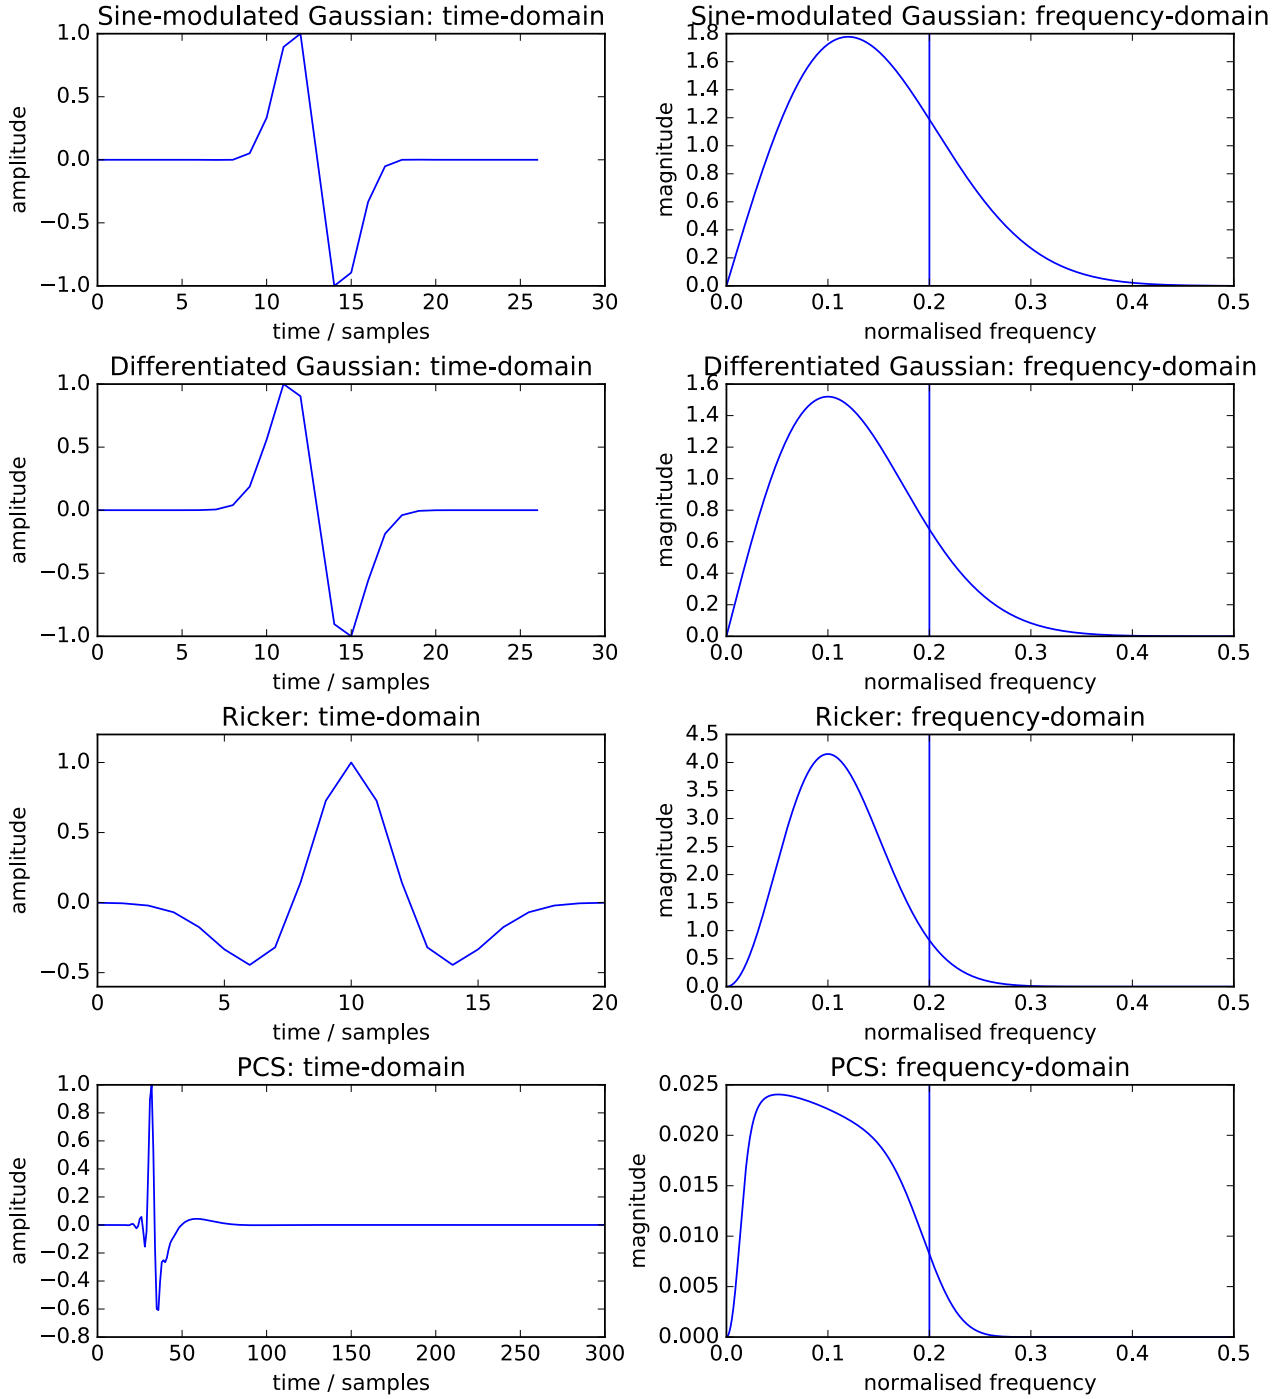 Sine-modulated Gaussian: time-domain
1.0
0.5
0.0
−0.5
−1.0
amplitude
0 5 10 15 20 25 30
time / samples
Sine-modulated Gaussian: frequency-domain
1.8
1.6
1.4
1.2
1.0
0.8
0.6
0.4
0.2
0.0
magnitude
0.0 0.1 0.2 0.3 0.4 0.5
normalised frequency
Differentiated Gaussian: time-domain
1.0
0.5
0.0
−0.5
−1.0
amplitude
0 5 10 15 20 25 30
time / samples
Differentiated Gaussian: frequency-domain
1.6
1.4
1.2
1.0
0.8
0.6
0.4
0.2
0.0
magnitude
0.0 0.1 0.2 0.3 0.4 0.5
normalised frequency
Ricker: time-domain
1.0
0.5
0.0
−0.5
amplitude
0 5 10 15 20
time / samples
Ricker: frequency-domain
4.5
4.0
3.5
3.0
2.5
2.0
1.5
1.0
0.5
0.0
magnitude
0.0 0.1 0.2 0.3 0.4 0.5
normalised frequency
PCS: time-domain
1.0
0.8
0.6
0.4
0.2
0.0
−0.2
−0.4
−0.6
−0.8
amplitude
0 50 100 150 200 250 300
time / samples
PCS: frequency-domain
0.025
0.020
0.015
0.010
0.005
0.000
magnitude
0.0 0.1 0.2 0.3 0.4 0.5
normalised frequency